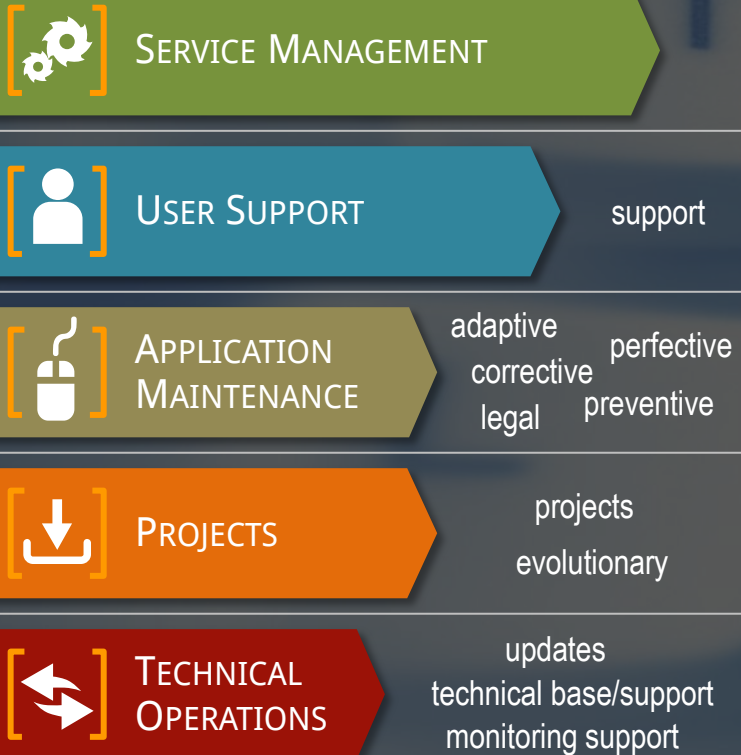 SERVICE MANAGEMENT
USER SUPPORT
support
APPLICATION
MAINTENANCE
adaptive
perfective
corrective
preventive
legal
PROJECTS
projects
evolutionary
TECHNICAL
OPERATIONS
updates
technical base/support
monitoring support